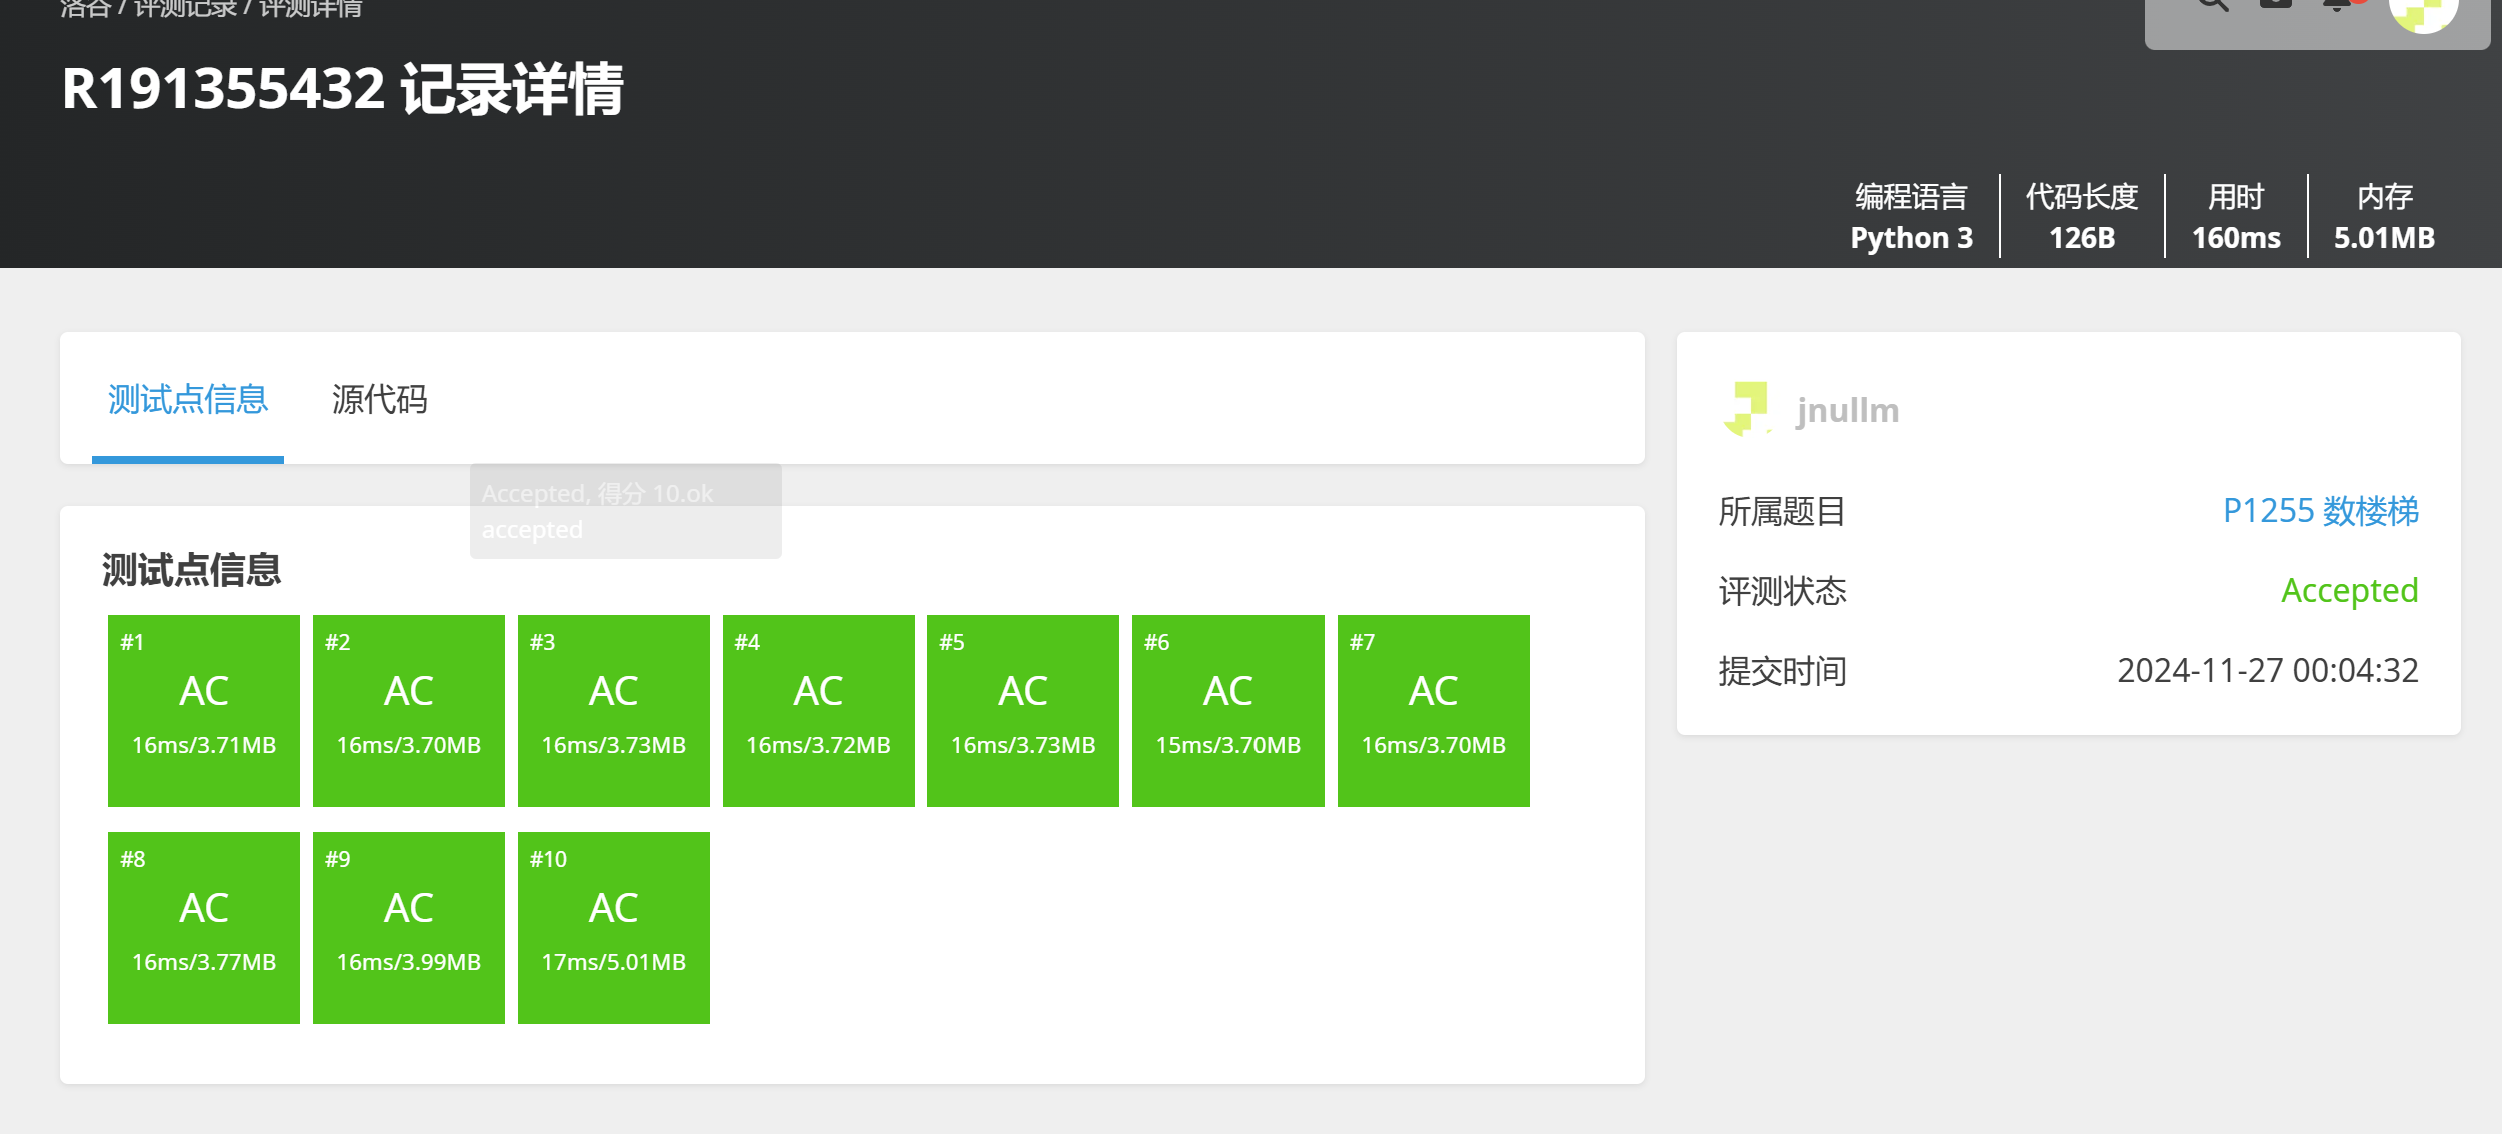 洛谷 / 评测记录 / 评测详情
R191355432 记录详情
编程语言
Python 3
代码长度
126B
用时
160ms
内存
5.01MB
测试点信息
源代码
Accepted, 得分 10.ok
accepted
测试点信息
#1
AC
16ms/3.71MB
#2
AC
16ms/3.70MB
#3
AC
16ms/3.73MB
#4
AC
16ms/3.72MB
#5
AC
16ms/3.73MB
#6
AC
15ms/3.70MB
#7
AC
16ms/3.70MB
#8
AC
16ms/3.77MB
#9
AC
16ms/3.99MB
#10
AC
17ms/5.01MB
jnullm
所属题目
P1255 数楼梯
评测状态
Accepted
提交时间
2024-11-27 00:04:32